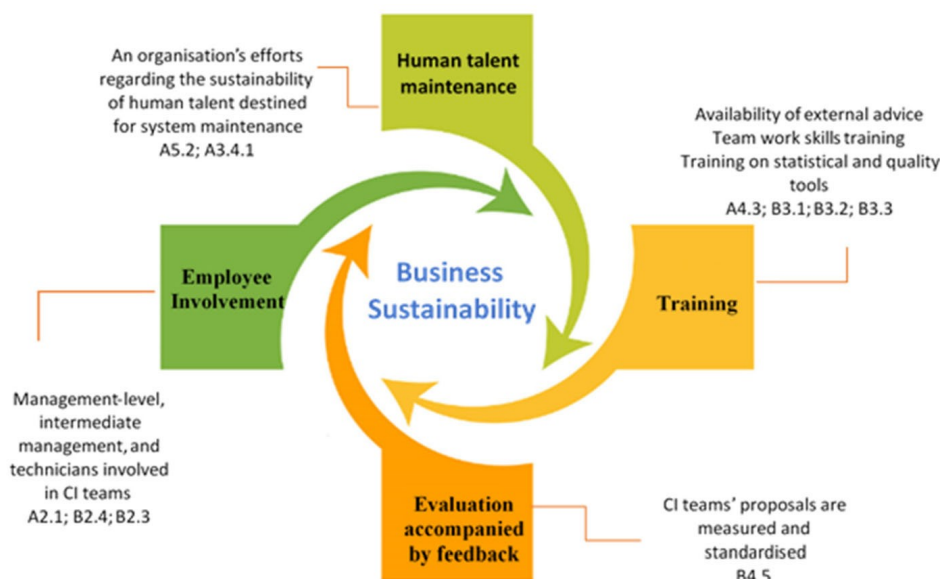 Human talent
maintenance
An organisation's efforts
regarding the sustainability
of human talent destined
for system maintenance
A5.2; A3.4.1
Availability of external advice
Team work skills training
Training on statistical and quality
tools
A4.3; B3.1; B3.2; B3.3
Employee
Involvement
Business
Sustainability
Training
Management-level,
intermediate
management, and
technicians involved
in CI teams
A2.1; B2.4; B2.3
Evaluation
accompanied
by feedback
CI teams' proposals are
measured and
standardised
B4.5